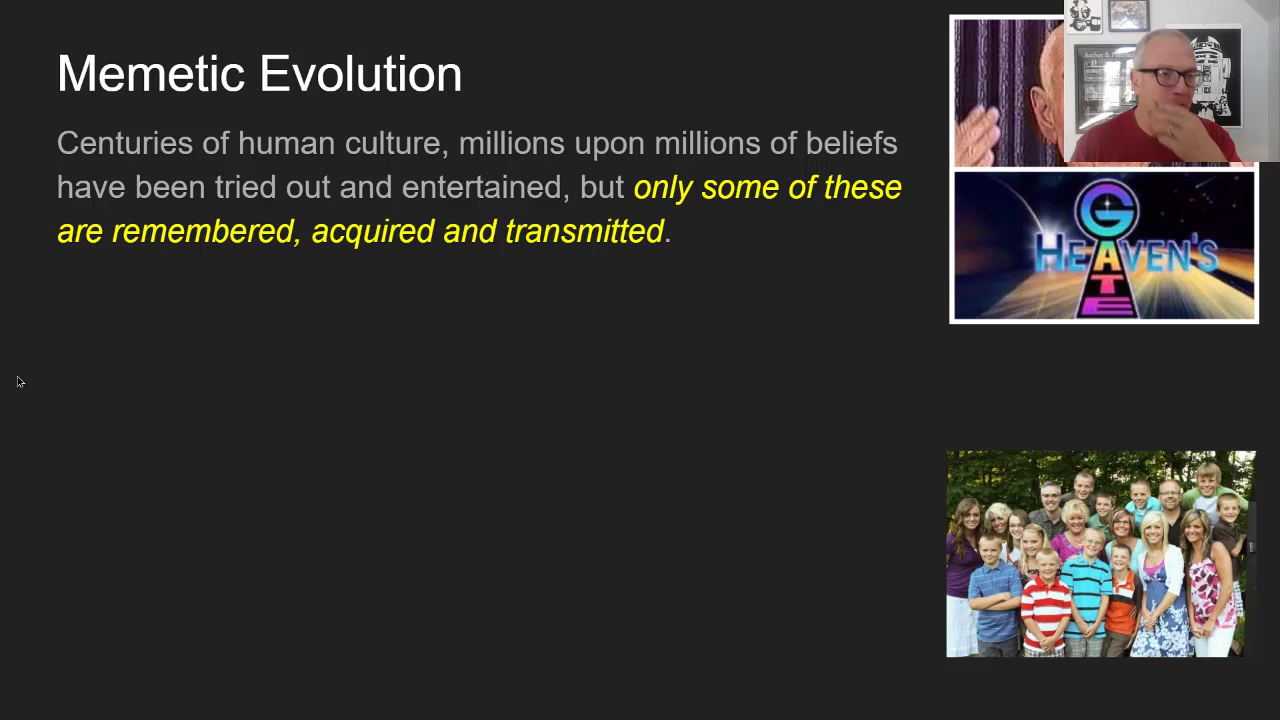 Memetic Evolution
Centuries of human culture, millions upon millions of beliefs
have been tried out and entertained, but only some of these
are remembered, acquired and transmitted.
HEAVEN'S
GATE